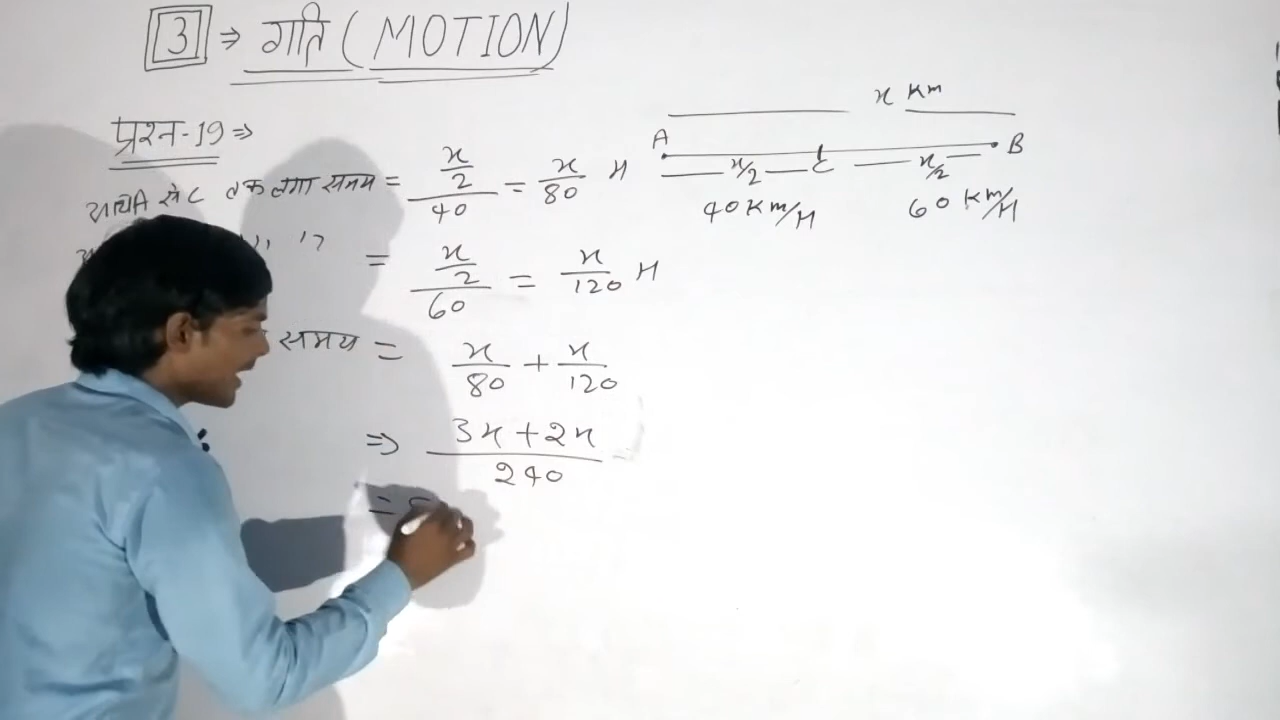 3 ⇒ गति (MOTION)
x KM
प्रश्न-19 ⇒
A C B
x/2 x/2
40 KM/H 60 KM/H
A से C तक लगा समय = x/2/40 = x/80 H
,, ,, = x/2/60 = x/120 H
समय = x/80 + x/120
⇒ 3x+2x/240
=